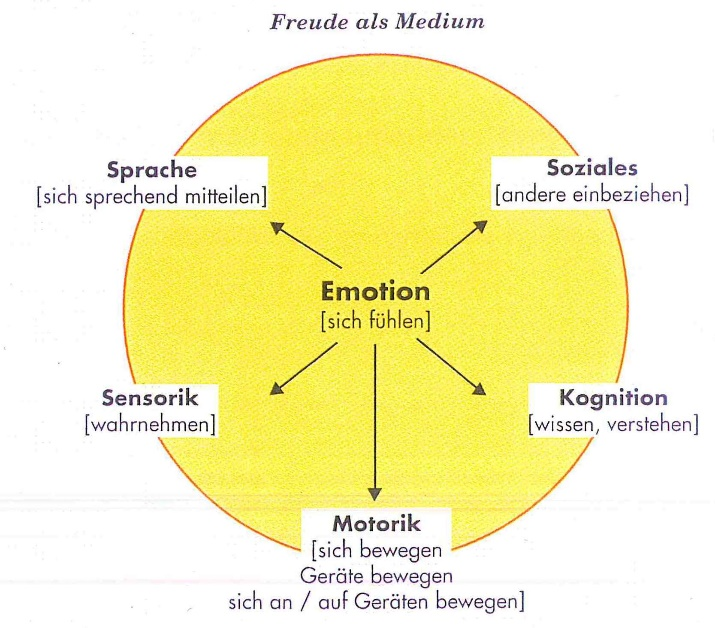 Freude als Medium
Sprache
[sich sprechend mitteilen]
Soziales
[andere einbeziehen]
Emotion
[sich fühlen]
Sensorik
[wahrnehmen]
Kognition
[wissen, verstehen]
Motorik
[sich bewegen
Geräte bewegen
sich an / auf Geräten bewegen]